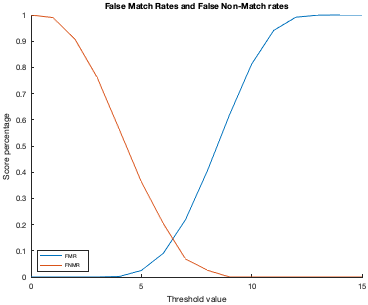 False Match Rates and False Non-Match rates
1
0.9
0.8
0.7
0.6
0.5
0.4
0.3
0.2
0.1
0
Score percentage
FMR
FNMR
0 5 10 15
Threshold value